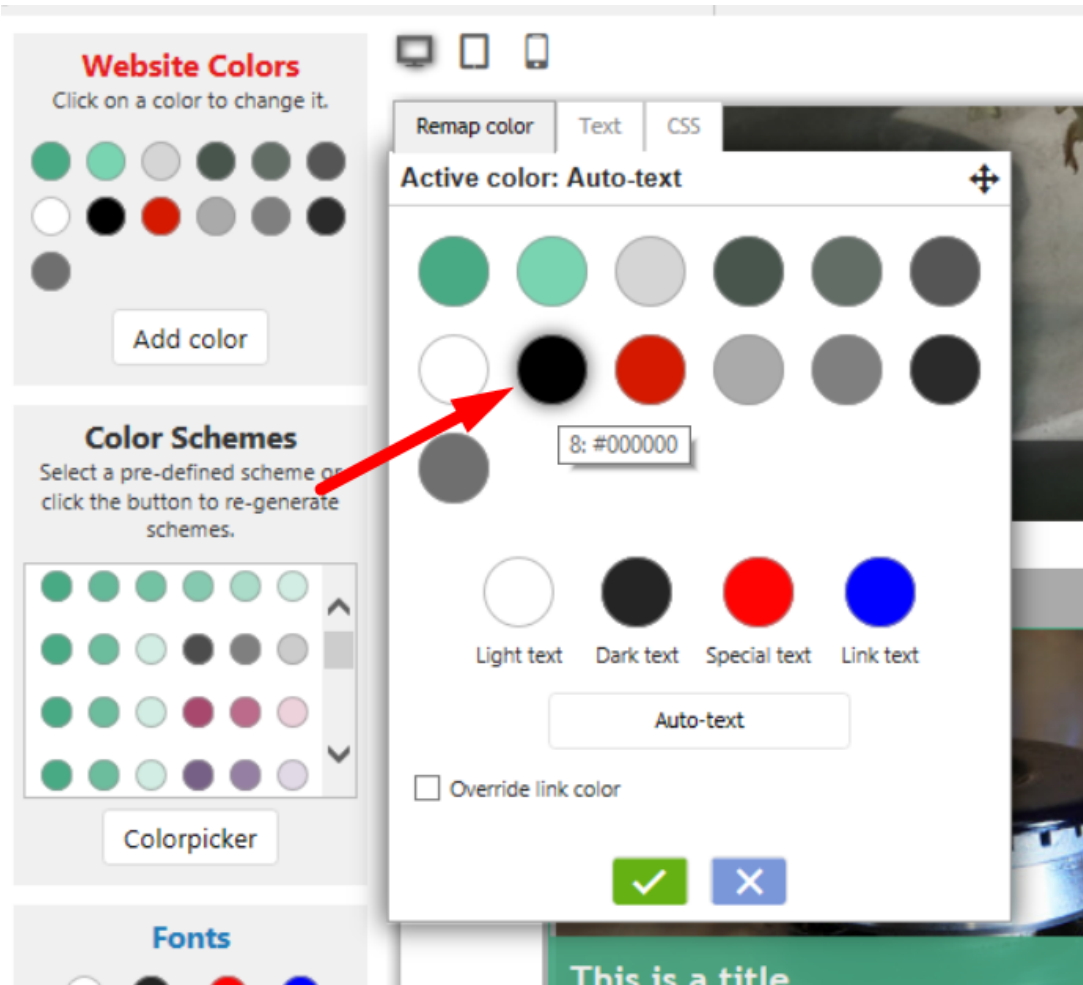 Website Colors
Click on a color to change it.
Add color
Color Schemes
Select a pre-defined scheme or
click the button to re-generate
schemes.
Colorpicker
Fonts
Remap color
Text
CSS
Active color: Auto-text
8: #000000
Light text
Dark text
Special text
Link text
Auto-text
Override link color
This is a title